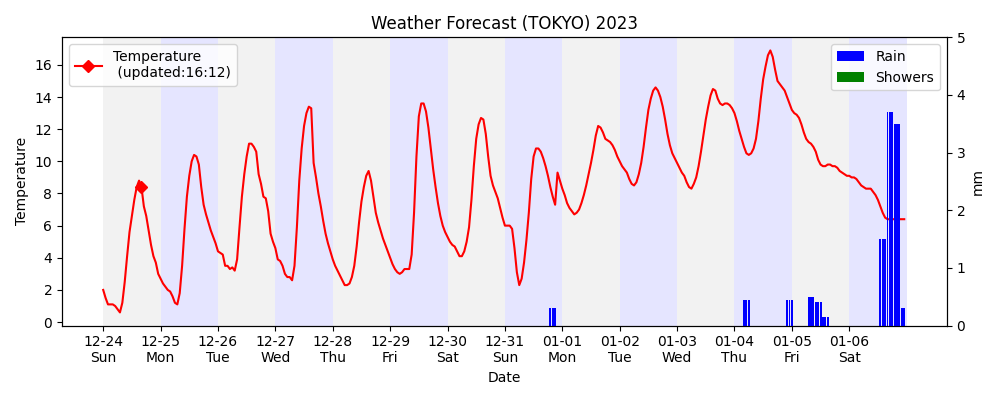 Weather Forecast (TOKYO) 2023
Temperature
(updated:16:12)
Rain
Showers
Temperature
16
14
12
10
8
6
4
2
0
5
4
3
2
1
0
mm
12-24 12-25 12-26 12-27 12-28 12-29 12-30 12-31 01-01 01-02 01-03 01-04 01-05 01-06
Sun Mon Tue Wed Thu Fri Sat Sun Mon Tue Wed Thu Fri Sat
Date